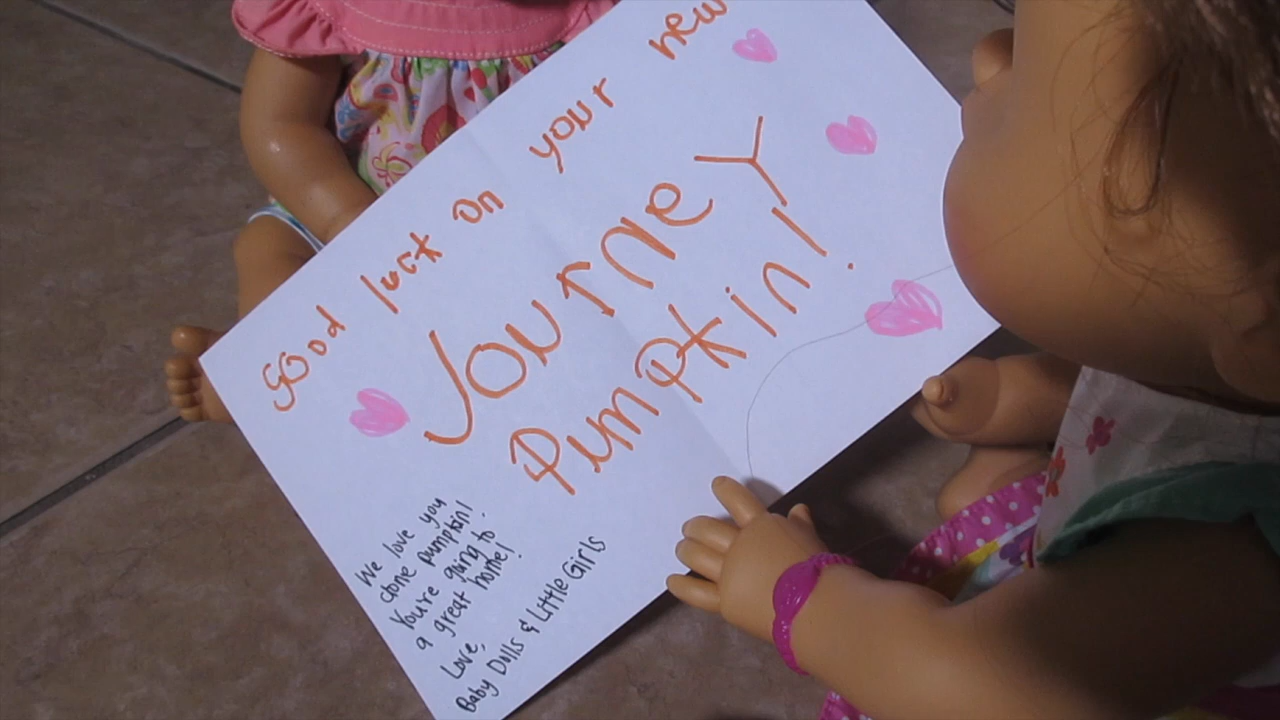 Good luck on your new
Journey
Pumpkin!
We love you
clone pumpkin!
You're going to
a great home!
Love,
Baby Dolls & Little Girls